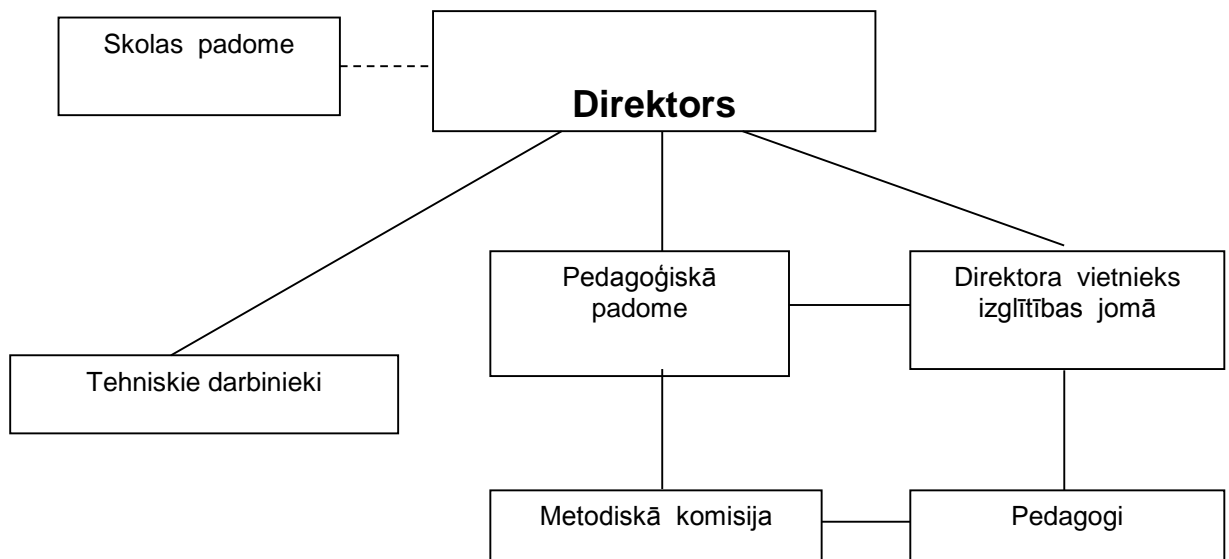 Skolas padome
Direktors
Pedagoģiskā
padome
Direktora vietnieks
izglītības jomā
Tehniskie darbinieki
Metodiskā komisija
Pedagogi